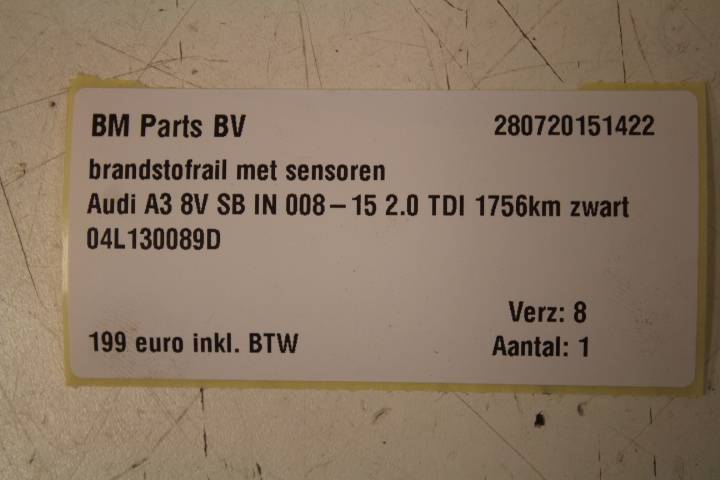 BM Parts BV 280720151422
brandstofrail met sensoren
Audi A3 8V SB IN 008-15 2.0 TDI 1756km zwart
04L130089D
Verz: 8
199 euro inkl. BTW Aantal: 1